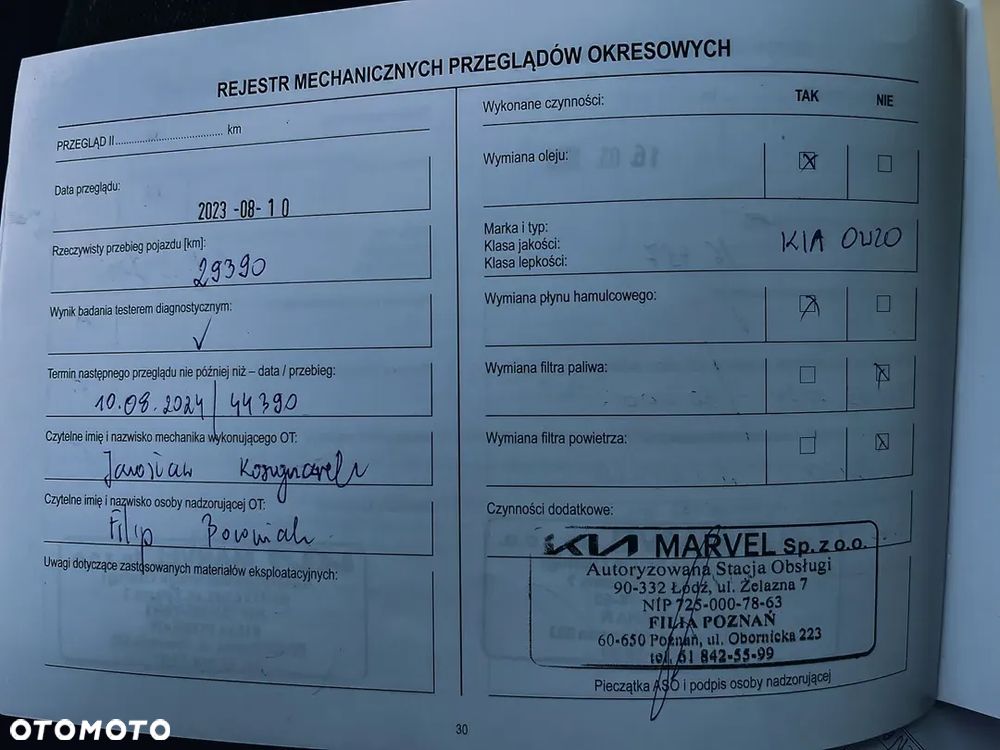 REJESTR MECHANICZNYCH PRZEGLĄDÓW OKRESOWYCH
PRZEGLĄD II.................................... km
Data przeglądu:
2023-08-10
Rzeczywisty przebieg pojazdu [km]:
29390
Wynik badania testerem diagnostycznym:
Termin następnego przeglądu nie później niż – data / przebieg:
10.08.2024 / 44390
Czytelne imię i nazwisko mechanika wykonującego OT:
Jarosław
Czytelne imię i nazwisko osoby nadzorującej OT:
Filip Borowiak
Uwagi dotyczące zastosowanych materiałów eksploatacyjnych:
Wykonane czynności: TAK NIE
Wymiana oleju:
Marka i typ:
Klasa jakości:
Klasa lepkości:
KIA 0W20
Wymiana płynu hamulcowego:
Wymiana filtra paliwa:
Wymiana filtra powietrza:
Czynności dodatkowe:
KIA MARVEL Sp. z o.o.
Autoryzowana Stacja Obsługi
90-332 Łódź, ul. Żelazna 7
NIP 725-000-78-63
FILIA POZNAŃ
60-650 Poznań, ul. Obornicka 223
tel. 61 842-55-99
Pieczątka ASO i podpis osoby nadzorującej
30
OTOMOTO